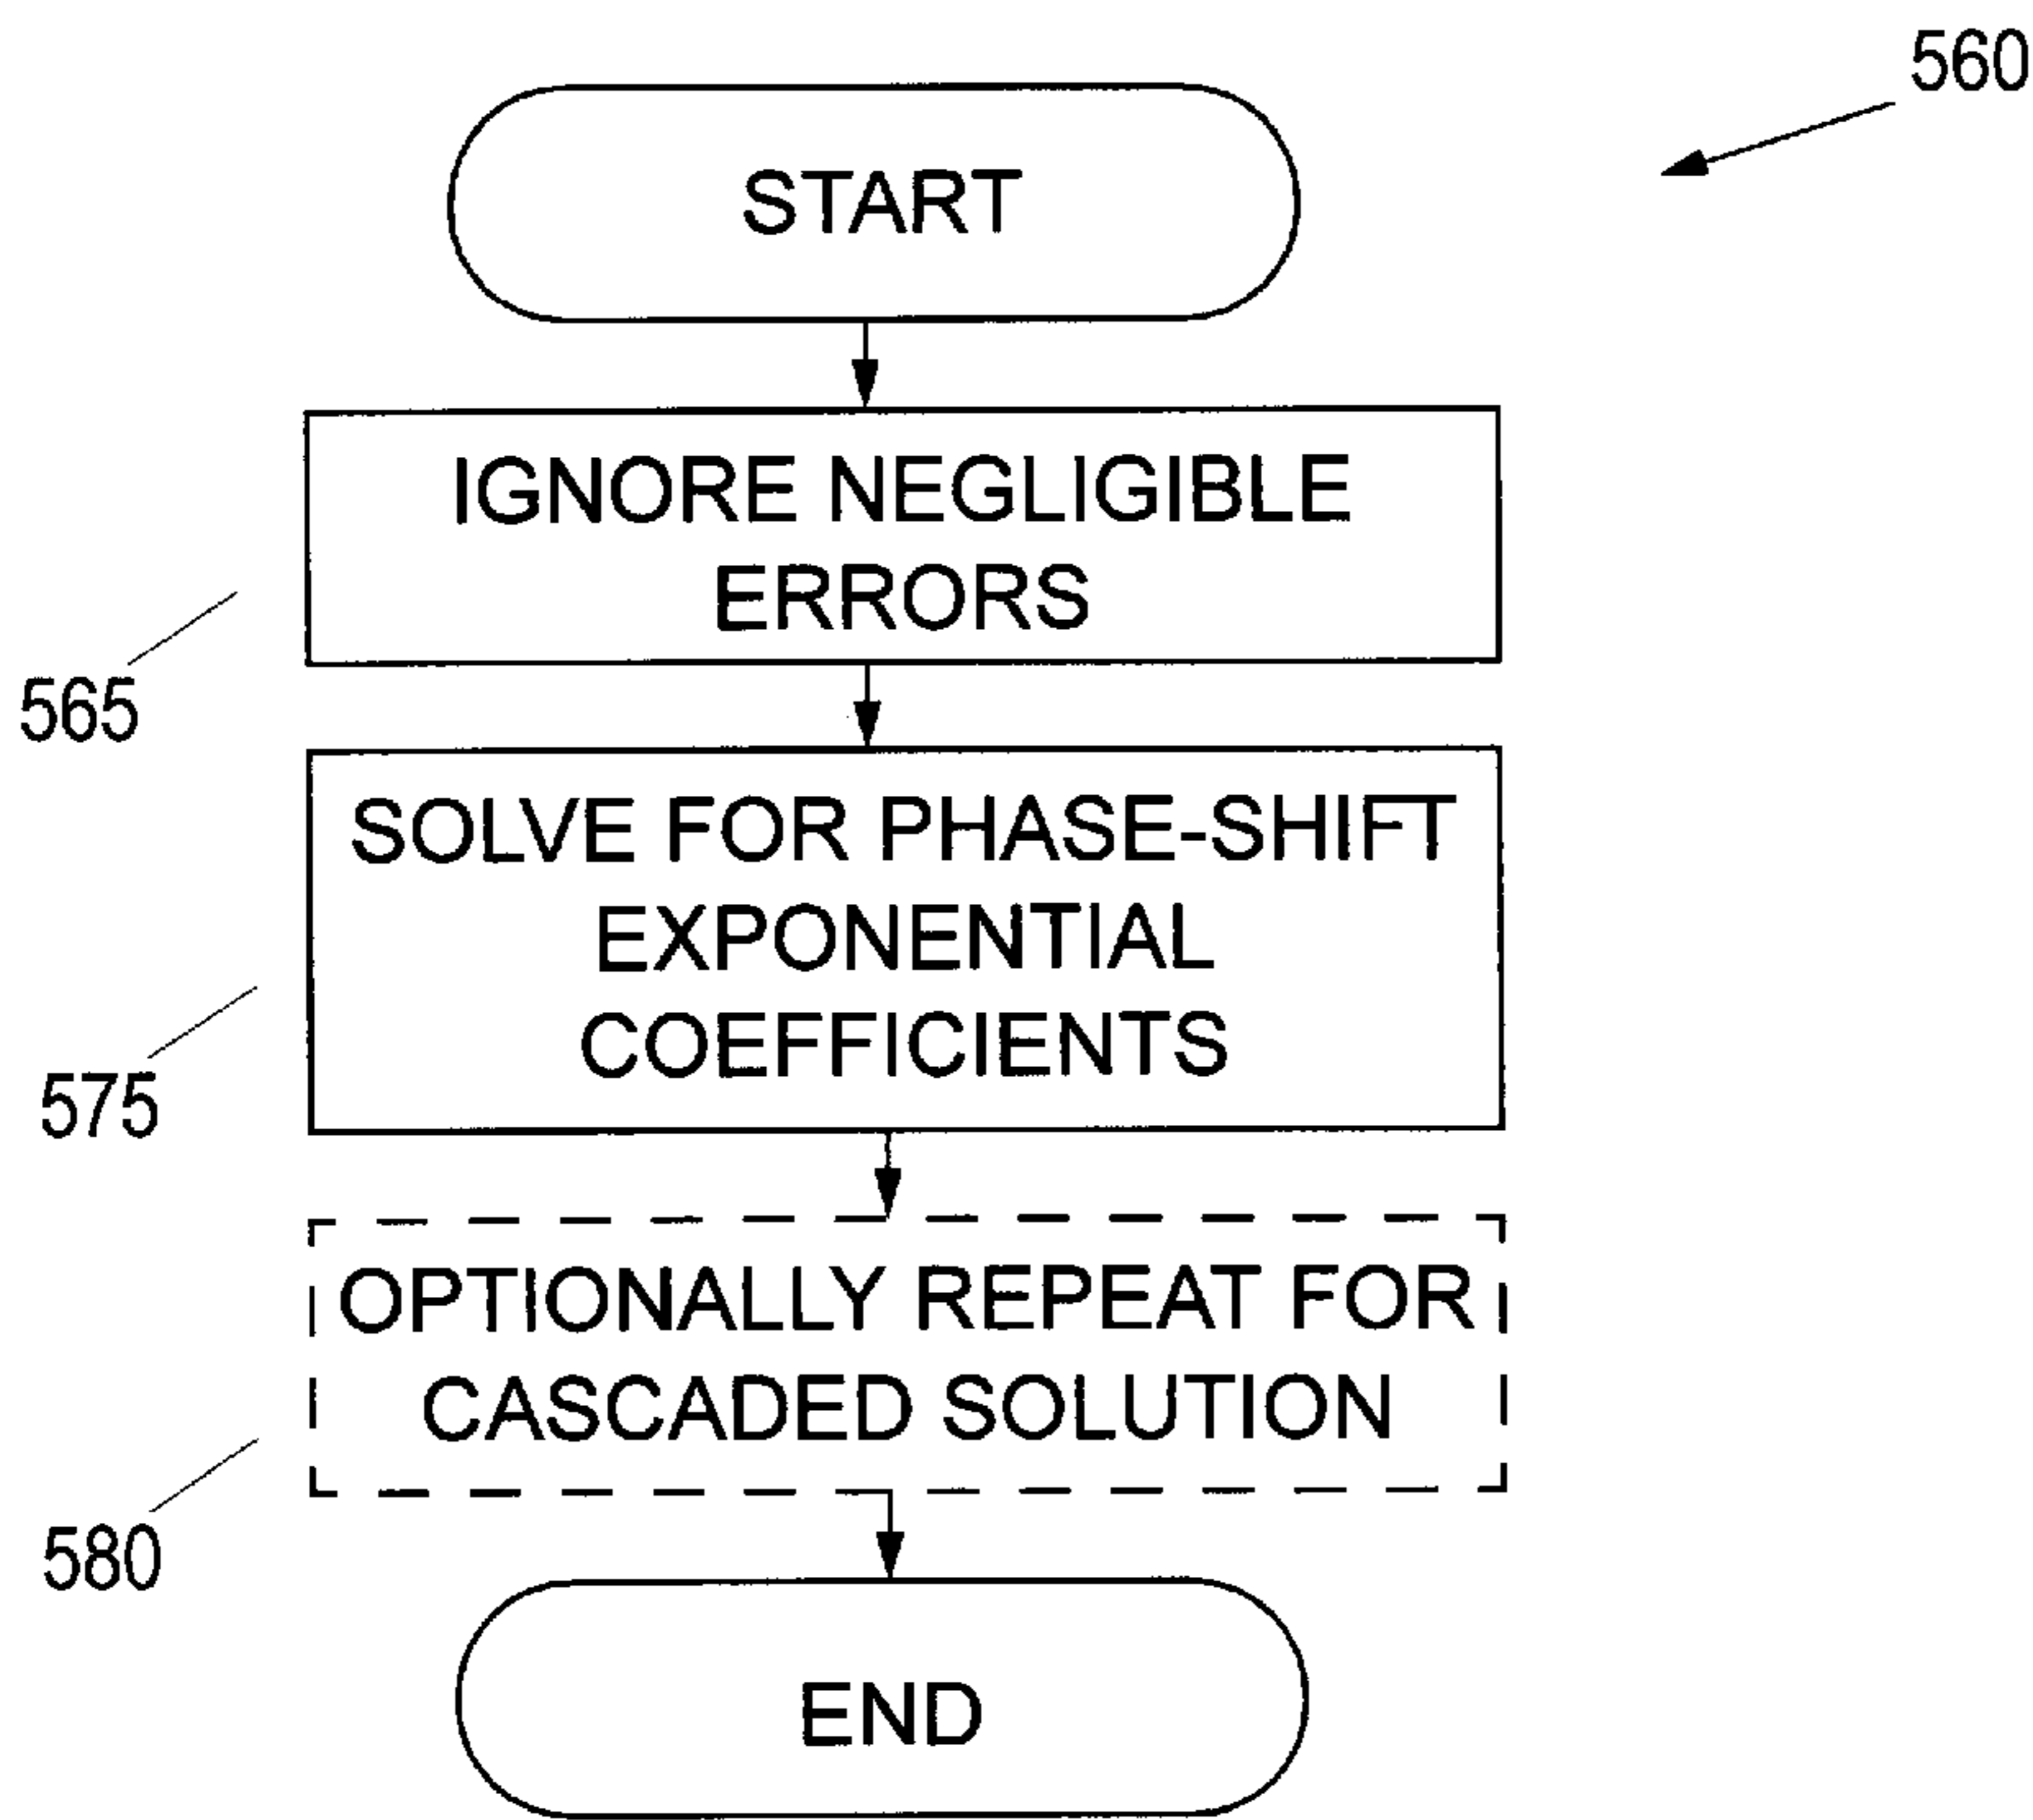 560
START
IGNORE NEGLIGIBLE
ERRORS
565
SOLVE FOR PHASE-SHIFT
EXPONENTIAL
COEFFICIENTS
575
OPTIONALLY REPEAT FOR
CASCADED SOLUTION
580
END